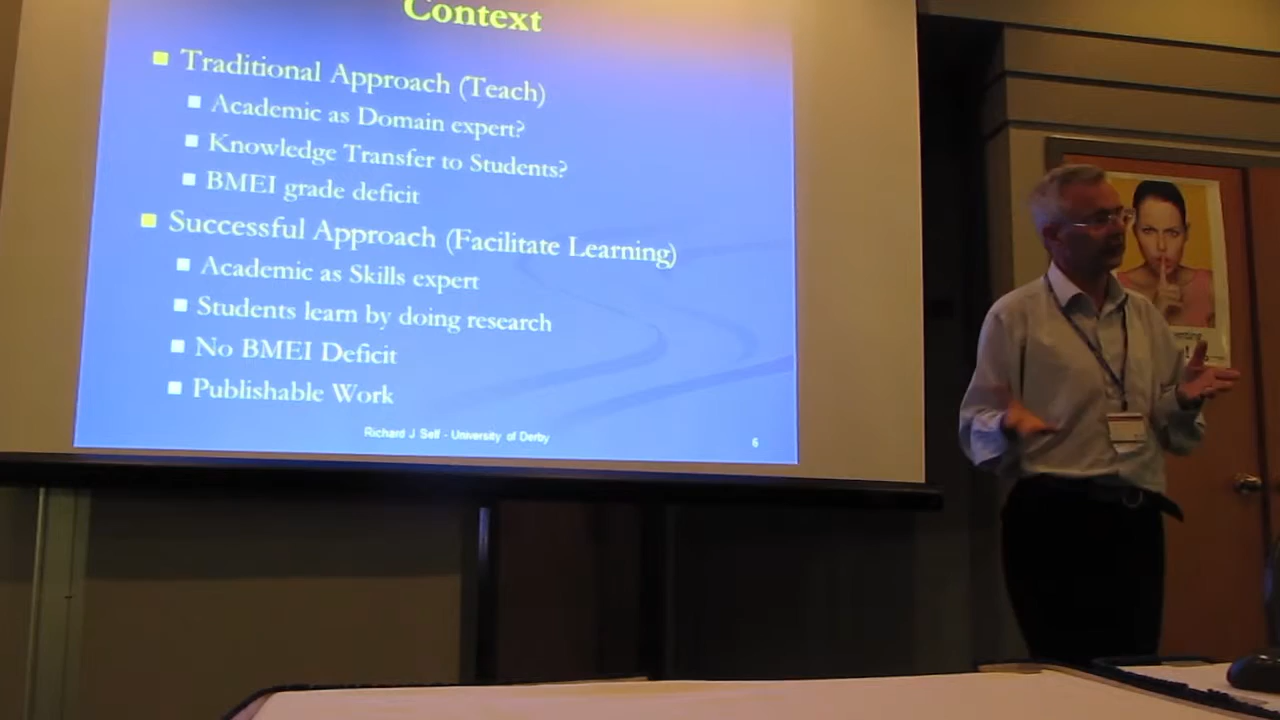 Context
Traditional Approach (Teach)
Academic as Domain expert?
Knowledge Transfer to Students?
BMEI grade deficit
Successful Approach (Facilitate Learning)
Academic as Skills expert
Students learn by doing research
No BMEI Deficit
Publishable Work
Richard J Self - University of Derby
6